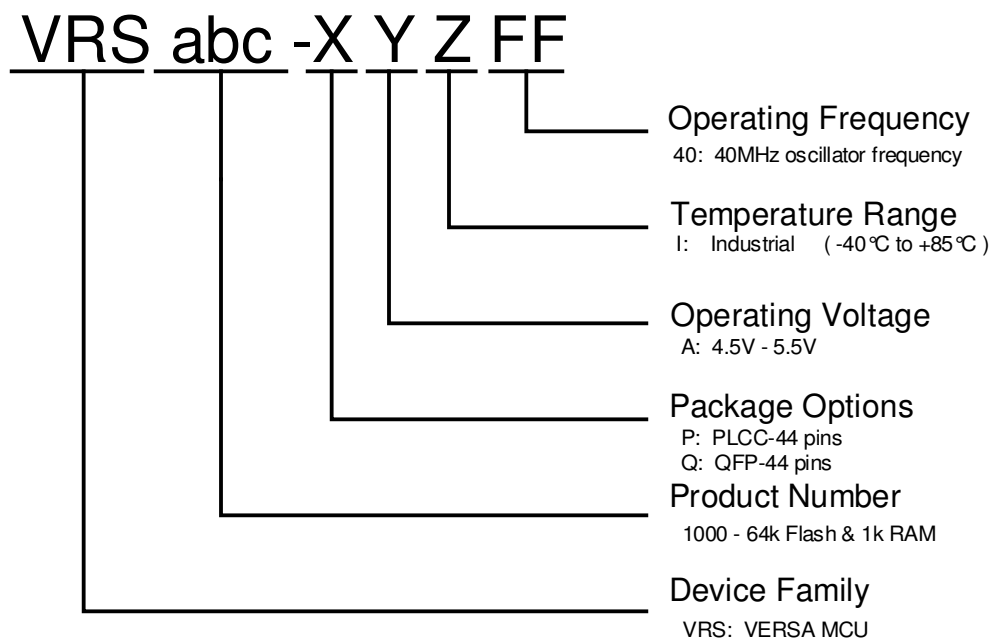 VRS abc -X Y Z FF
Operating Frequency
40: 40MHz oscillator frequency
Temperature Range
I: Industrial ( -40°C to +85°C )
Operating Voltage
A: 4.5V - 5.5V
Package Options
P: PLCC-44 pins
Q: QFP-44 pins
Product Number
1000 - 64k Flash & 1k RAM
Device Family
VRS: VERSA MCU